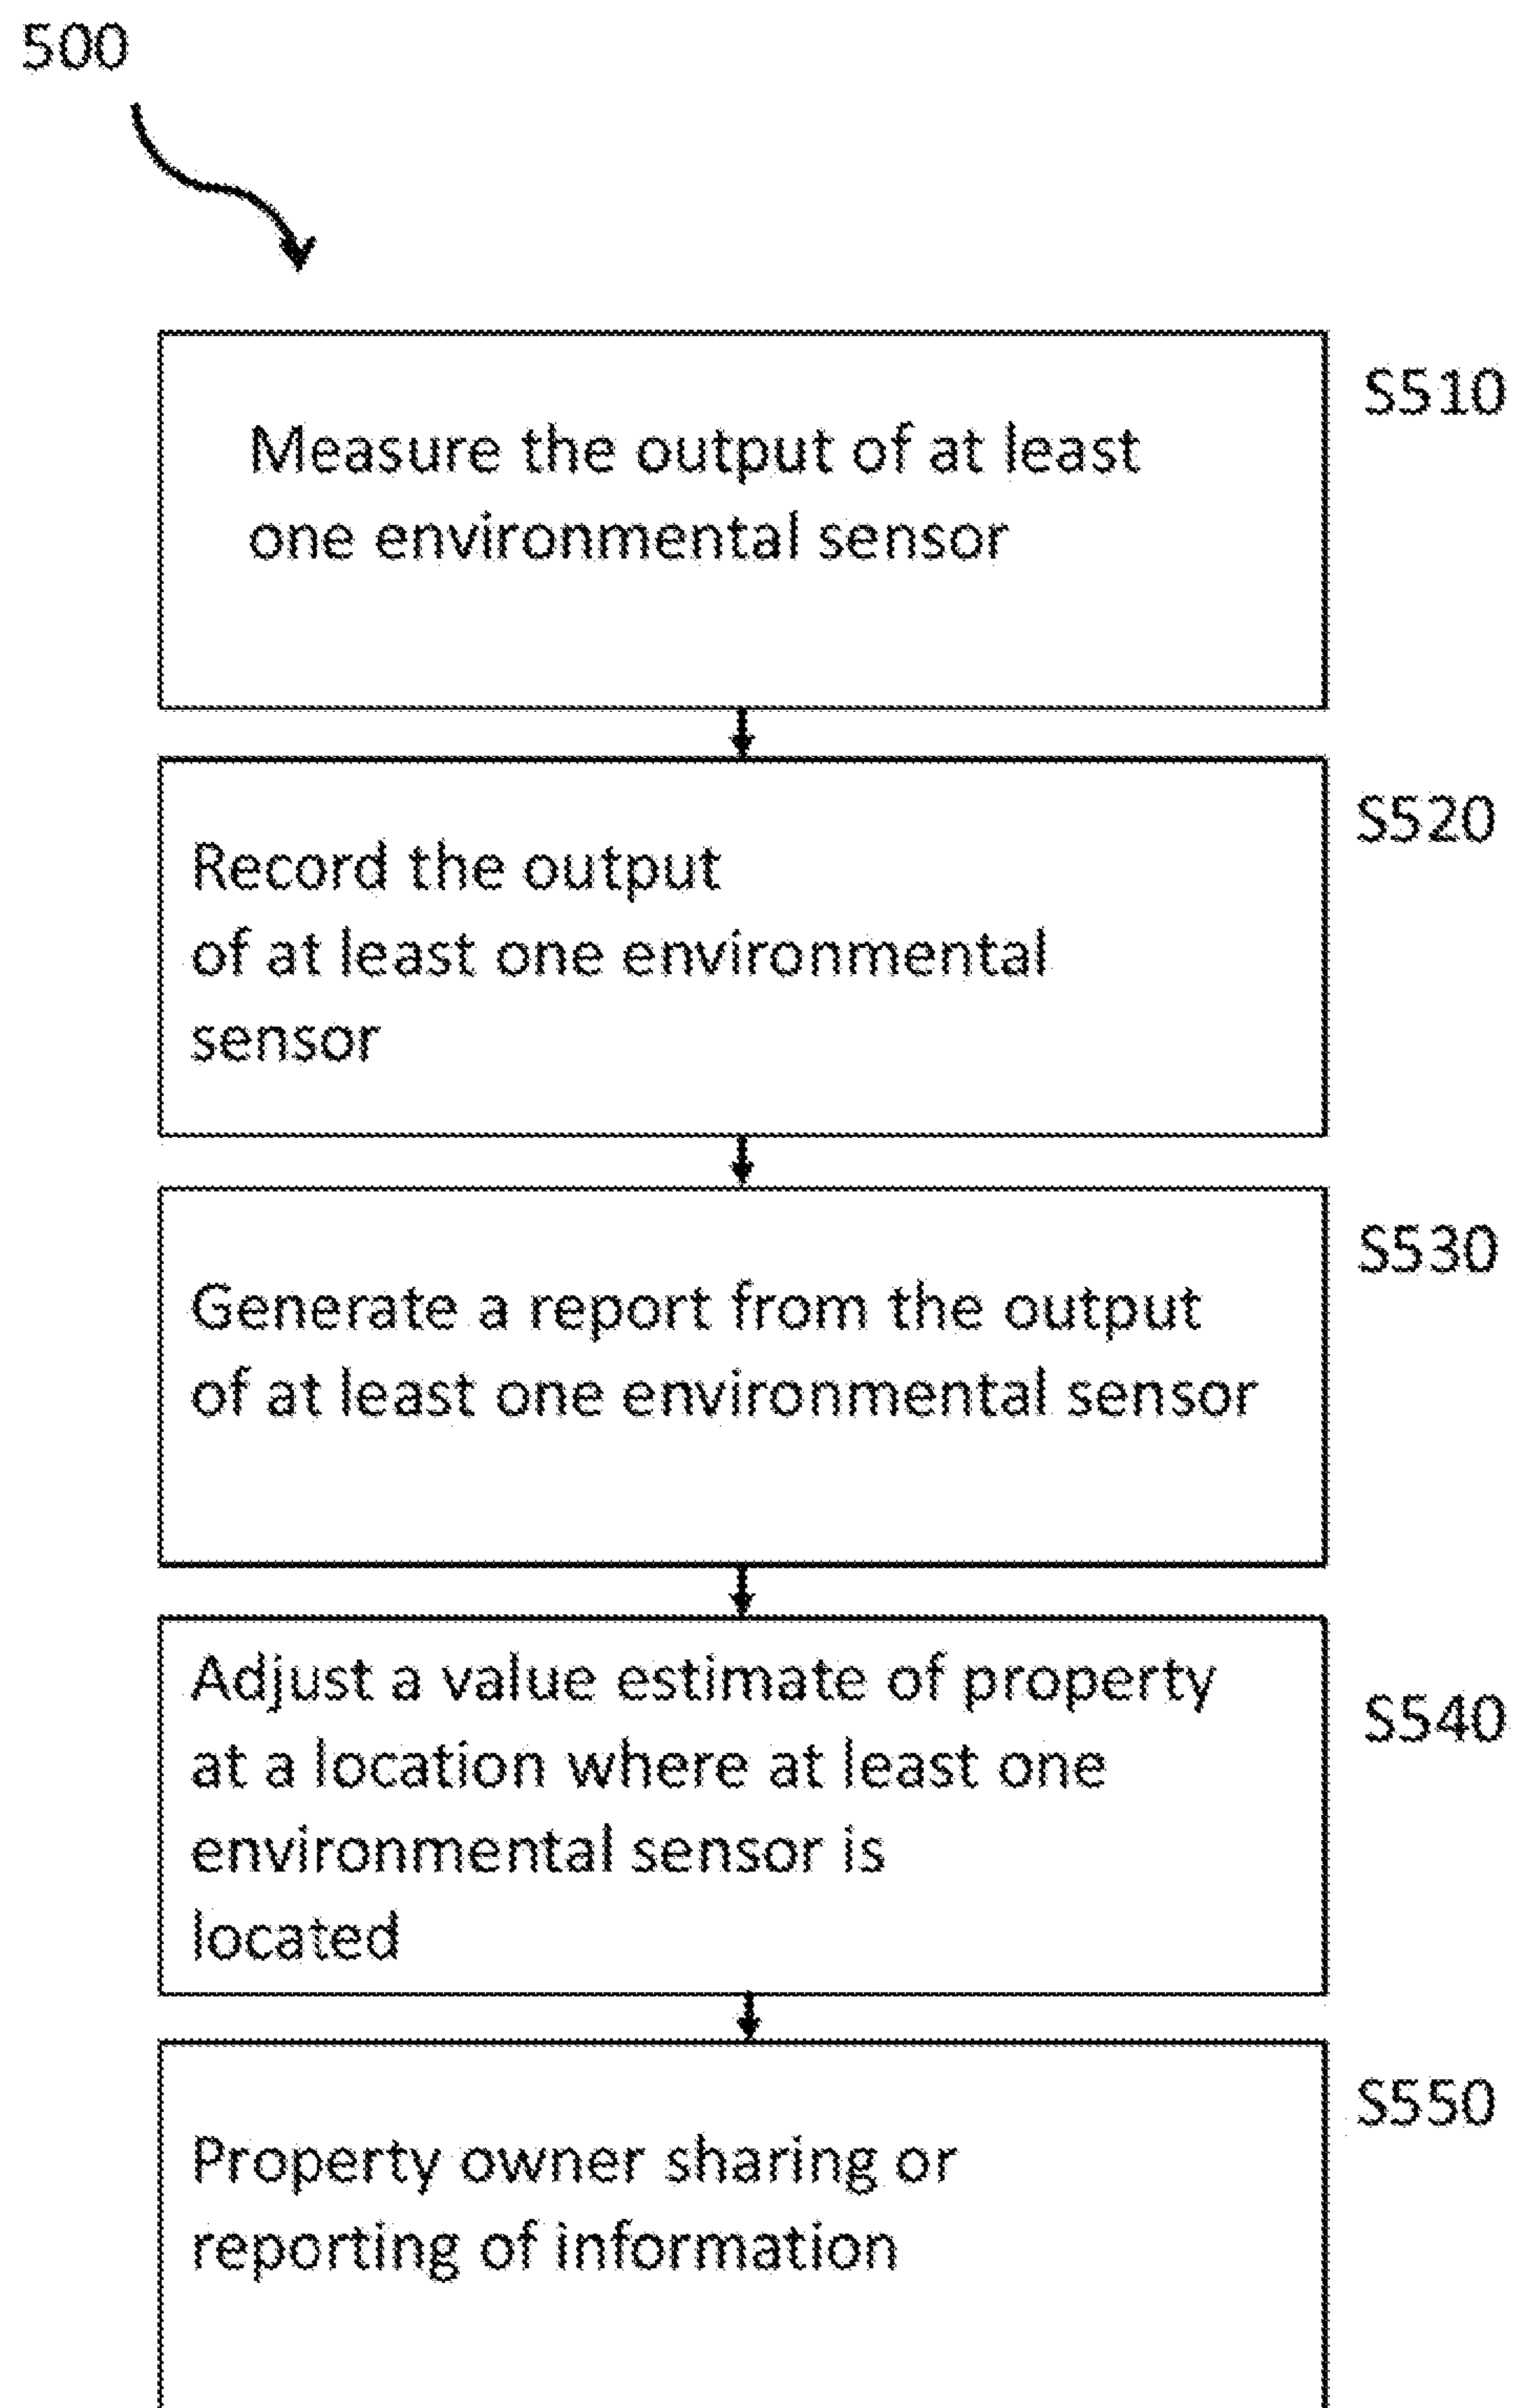 500
S510
Measure the output of at least
one environmental sensor
S520
Record the output
of at least one environmental
sensor
S530
Generate a report from the output
of at least one environmental sensor
S540
Adjust a value estimate of property
at a location where at least one
environmental sensor is
located
S550
Property owner sharing or
reporting of information